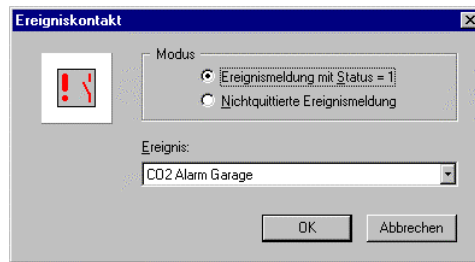 Ereigniskontakt
Modus
Ereignismeldung mit Status = 1
Nichtquittierte Ereignismeldung
Ereignis:
CO2 Alarm Garage
OK Abbrechen